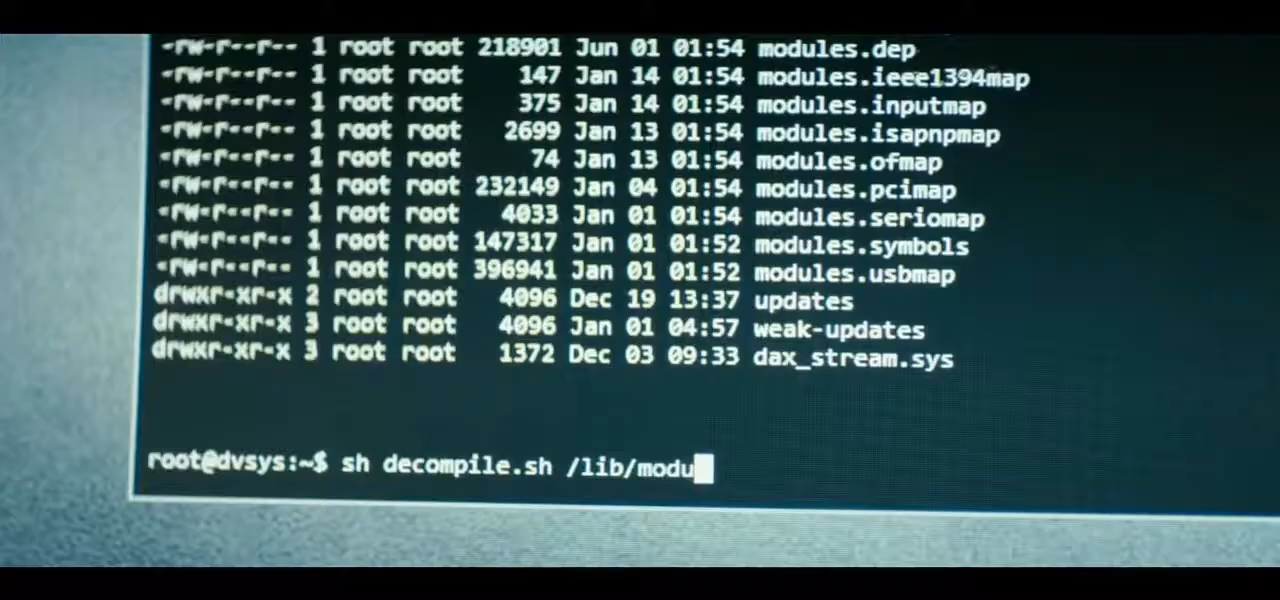 -rw-r--r-- 1 root root 218901 Jun 01 01:54 modules.dep
-rw-r--r-- 1 root root 147 Jan 14 01:54 modules.ieee1394map
-rw-r--r-- 1 root root 375 Jan 14 01:54 modules.inputmap
-rw-r--r-- 1 root root 2699 Jan 13 01:54 modules.isapnpmap
-rw-r--r-- 1 root root 74 Jan 13 01:54 modules.ofmap
-rw-r--r-- 1 root root 232149 Jan 04 01:54 modules.pcimap
-rw-r--r-- 1 root root 4033 Jan 01 01:54 modules.seriomap
-rw-r--r-- 1 root root 147317 Jan 01 01:52 modules.symbols
-rw-r--r-- 1 root root 396941 Jan 01 01:52 modules.usbmap
drwxr-xr-x 2 root root 4096 Dec 19 13:37 updates
drwxr-xr-x 3 root root 4096 Jan 01 04:57 weak-updates
drwxr-xr-x 3 root root 1372 Dec 03 09:33 dax_stream.sys
root@dvsys:~$ sh decompile.sh /lib/modu